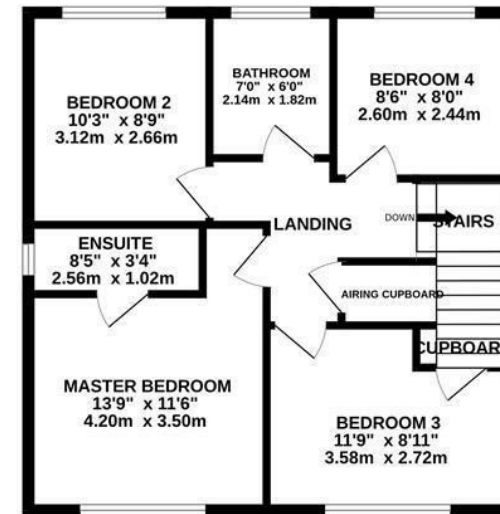 BEDROOM 2
10'3" x 8'9"
3.12m x 2.66m
BATHROOM
7'0" x 6'0"
2.14m x 1.82m
BEDROOM 4
8'6" x 8'0"
2.60m x 2.44m
LANDING
DOWN
STAIRS
ENSUITE
8'5" x 3'4"
2.56m x 1.02m
AIRING CUPBOARD
CUPBOAR
MASTER BEDROOM
13'9" x 11'6"
4.20m x 3.50m
BEDROOM 3
11'9" x 8'11"
3.58m x 2.72m